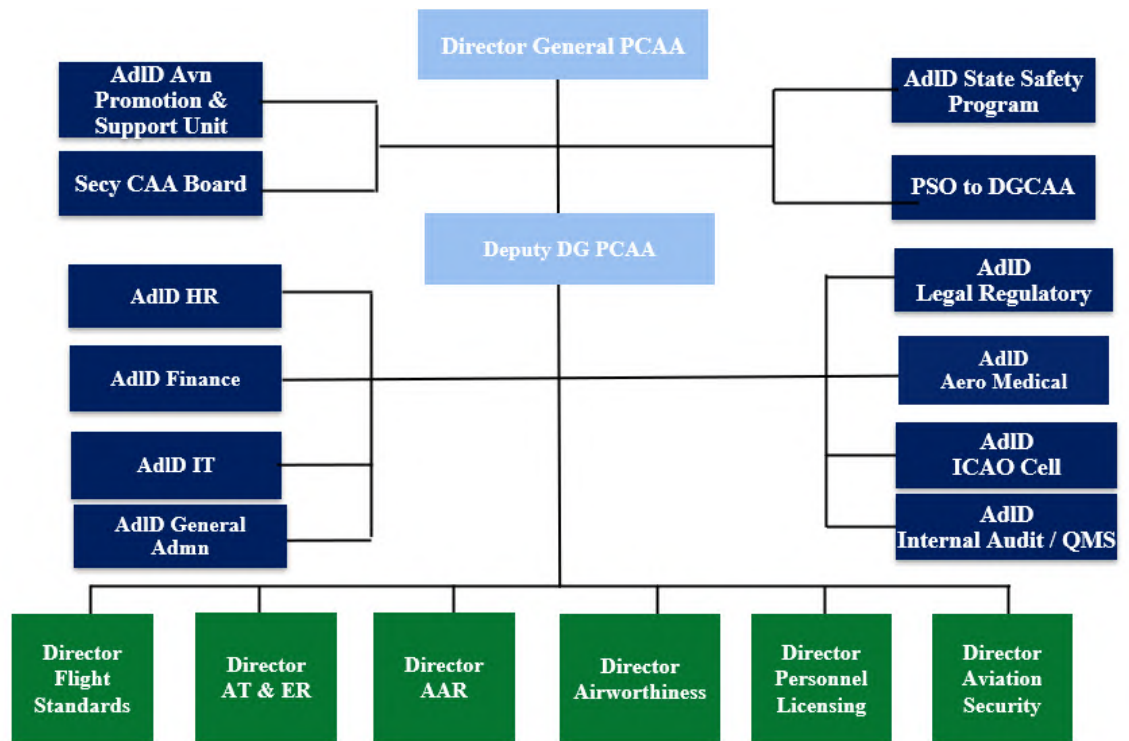 Director General PCAA
AdlD Avn
Promotion &
Support Unit
AdlD State Safety
Program
Secy CAA Board
PSO to DGCAA
Deputy DG PCAA
AdlD HR
AdlD
Legal Regulatory
AdlD Finance
AdlD
Aero Medical
AdlD IT
AdlD
ICAO Cell
AdlD General
Admn
AdlD
Internal Audit / QMS
Director
Flight
Standards
Director
AT & ER
Director
AAR
Director
Airworthiness
Director
Personnel
Licensing
Director
Aviation
Security